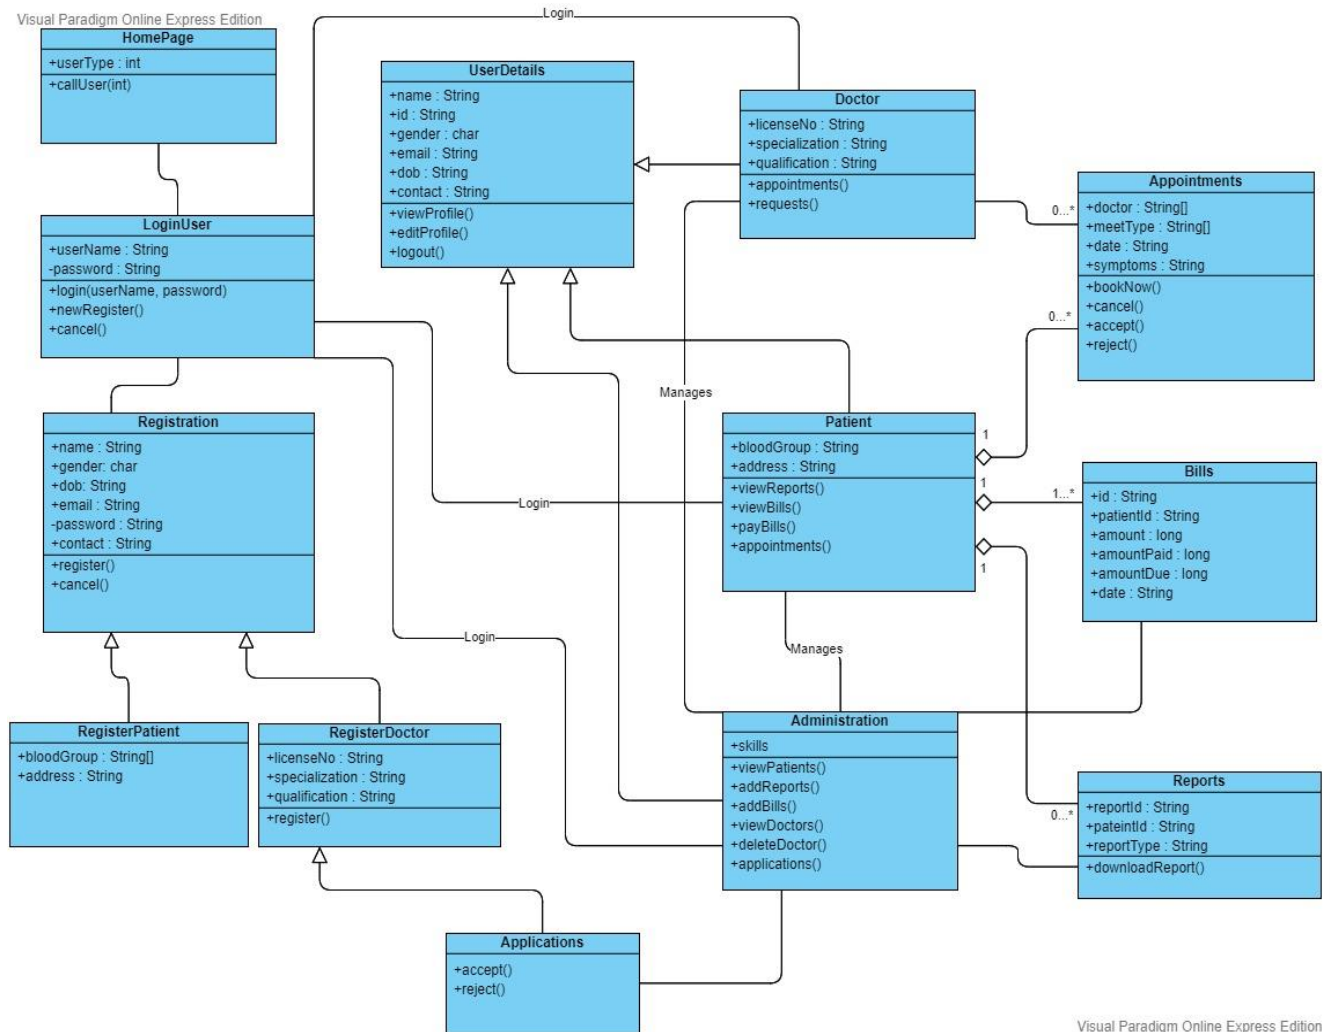 Visual Paradigm Online Express Edition
HomePage
+userType : int
+callUser(int)
Login
UserDetails
+name : String
+id : String
+gender : char
+email : String
+dob : String
+contact : String
+viewProfile()
+editProfile()
+logout()
Doctor
+licenseNo : String
+specialization : String
+qualification : String
+appointments()
+requests()
Appointments
+doctor : String[]
+meetType : String[]
+date : String
+symptoms : String
+bookNow()
+cancel()
+accept()
+reject()
0...*
0...*
LoginUser
+userName : String
-password : String
+login(userName, password)
+newRegister()
+cancel()
Manages
Registration
+name : String
+gender: char
+dob: String
+email : String
-password : String
+contact : String
+register()
+cancel()
Login
Patient
+bloodGroup : String
+address : String
+viewReports()
+viewBills()
+payBills()
+appointments()
1
1
1
1...*
Bills
+id : String
+patientId : String
+amount : long
+amountPaid : long
+amountDue : long
+date : String
Login
Manages
RegisterPatient
+bloodGroup : String[]
+address : String
RegisterDoctor
+licenseNo : String
+specialization : String
+qualification : String
+register()
Administration
+skills
+viewPatients()
+addReports()
+addBills()
+viewDoctors()
+deleteDoctor()
+applications()
0...*
Reports
+reportId : String
+pateintId : String
+reportType : String
+downloadReport()
Applications
+accept()
+reject()
Visual Paradigm Online Express Edition